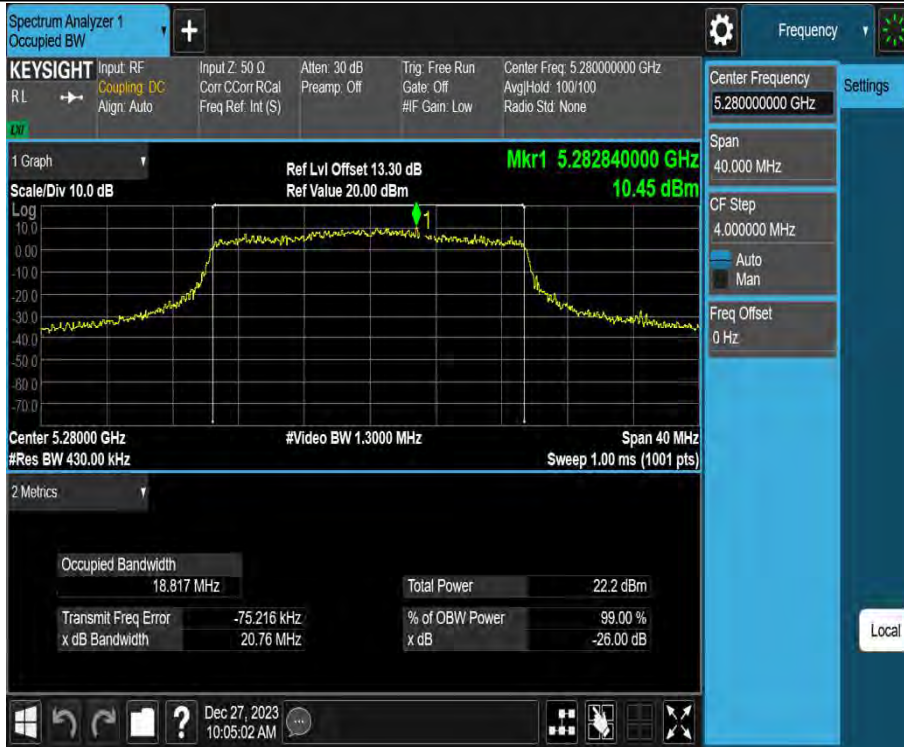 Spectrum Analyzer 1
Occupied BW
+
Frequency
KEYSIGHT
RL
LXI
Input: RF
Coupling: DC
Align: Auto
Input Z: 50 Ω
Corr CCorr RCal
Freq Ref: Int (S)
Atten: 30 dB
Preamp: Off
Trig: Free Run
Gate: Off
#IF Gain: Low
Center Freq: 5.280000000 GHz
Avg|Hold: 100/100
Radio Std: None
Center Frequency
5.280000000 GHz
Settings
Span
40.000 MHz
CF Step
4.000000 MHz
Auto
Man
Freq Offset
0 Hz
1 Graph
Scale/Div 10.0 dB
Ref Lvl Offset 13.30 dB
Ref Value 20.00 dBm
Mkr1 5.282840000 GHz
10.45 dBm
Log
10.0
0.00
-10.0
-20.0
-30.0
-40.0
-50.0
-60.0
-70.0
1
Center 5.28000 GHz
#Res BW 430.00 kHz
#Video BW 1.3000 MHz
Span 40 MHz
Sweep 1.00 ms (1001 pts)
2 Metrics
Occupied Bandwidth
18.817 MHz
Total Power 22.2 dBm
Transmit Freq Error -75.216 kHz
% of OBW Power 99.00 %
x dB Bandwidth 20.76 MHz
x dB -26.00 dB
Local
?
Dec 27, 2023
10:05:02 AM